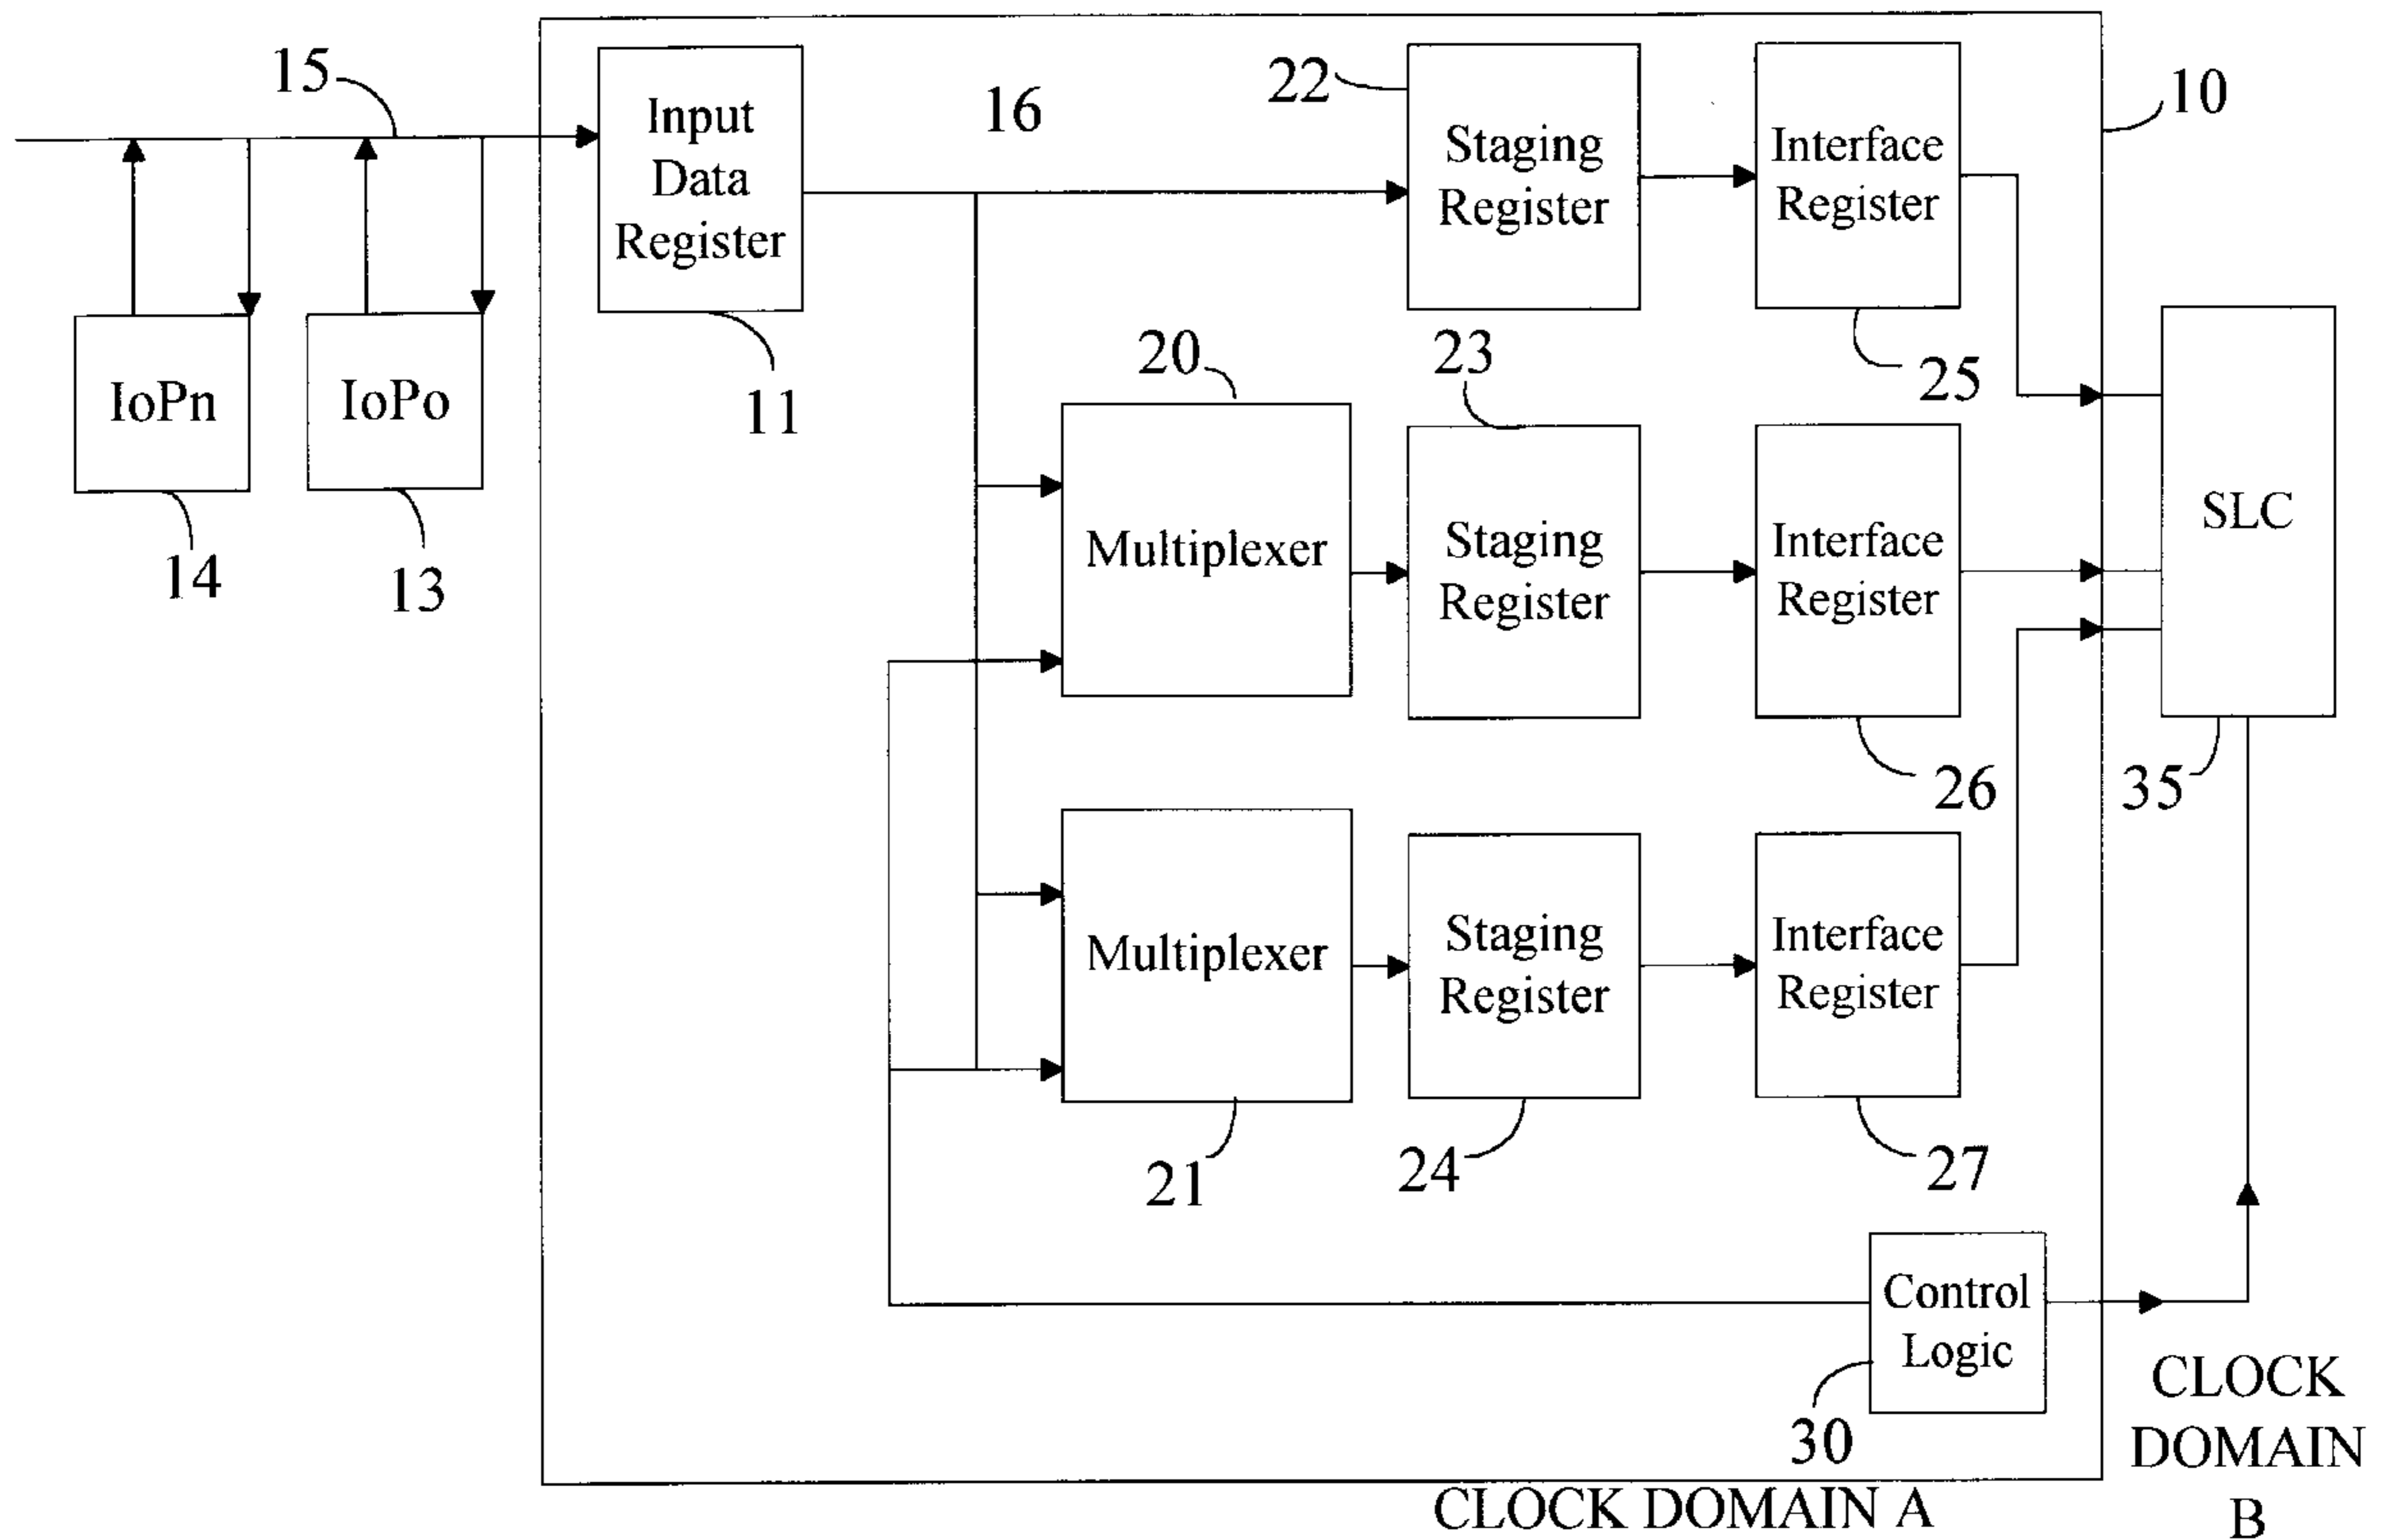 15
Input
Data
Register
11
16
22
Staging
Register
Interface
Register
25
10
IoPn
14
IoPo
13
20
Multiplexer
23
Staging
Register
Interface
Register
26
SLC
35
Multiplexer
21
Staging
Register
24
Interface
Register
27
Control
Logic
30
CLOCK DOMAIN A
CLOCK
DOMAIN
B